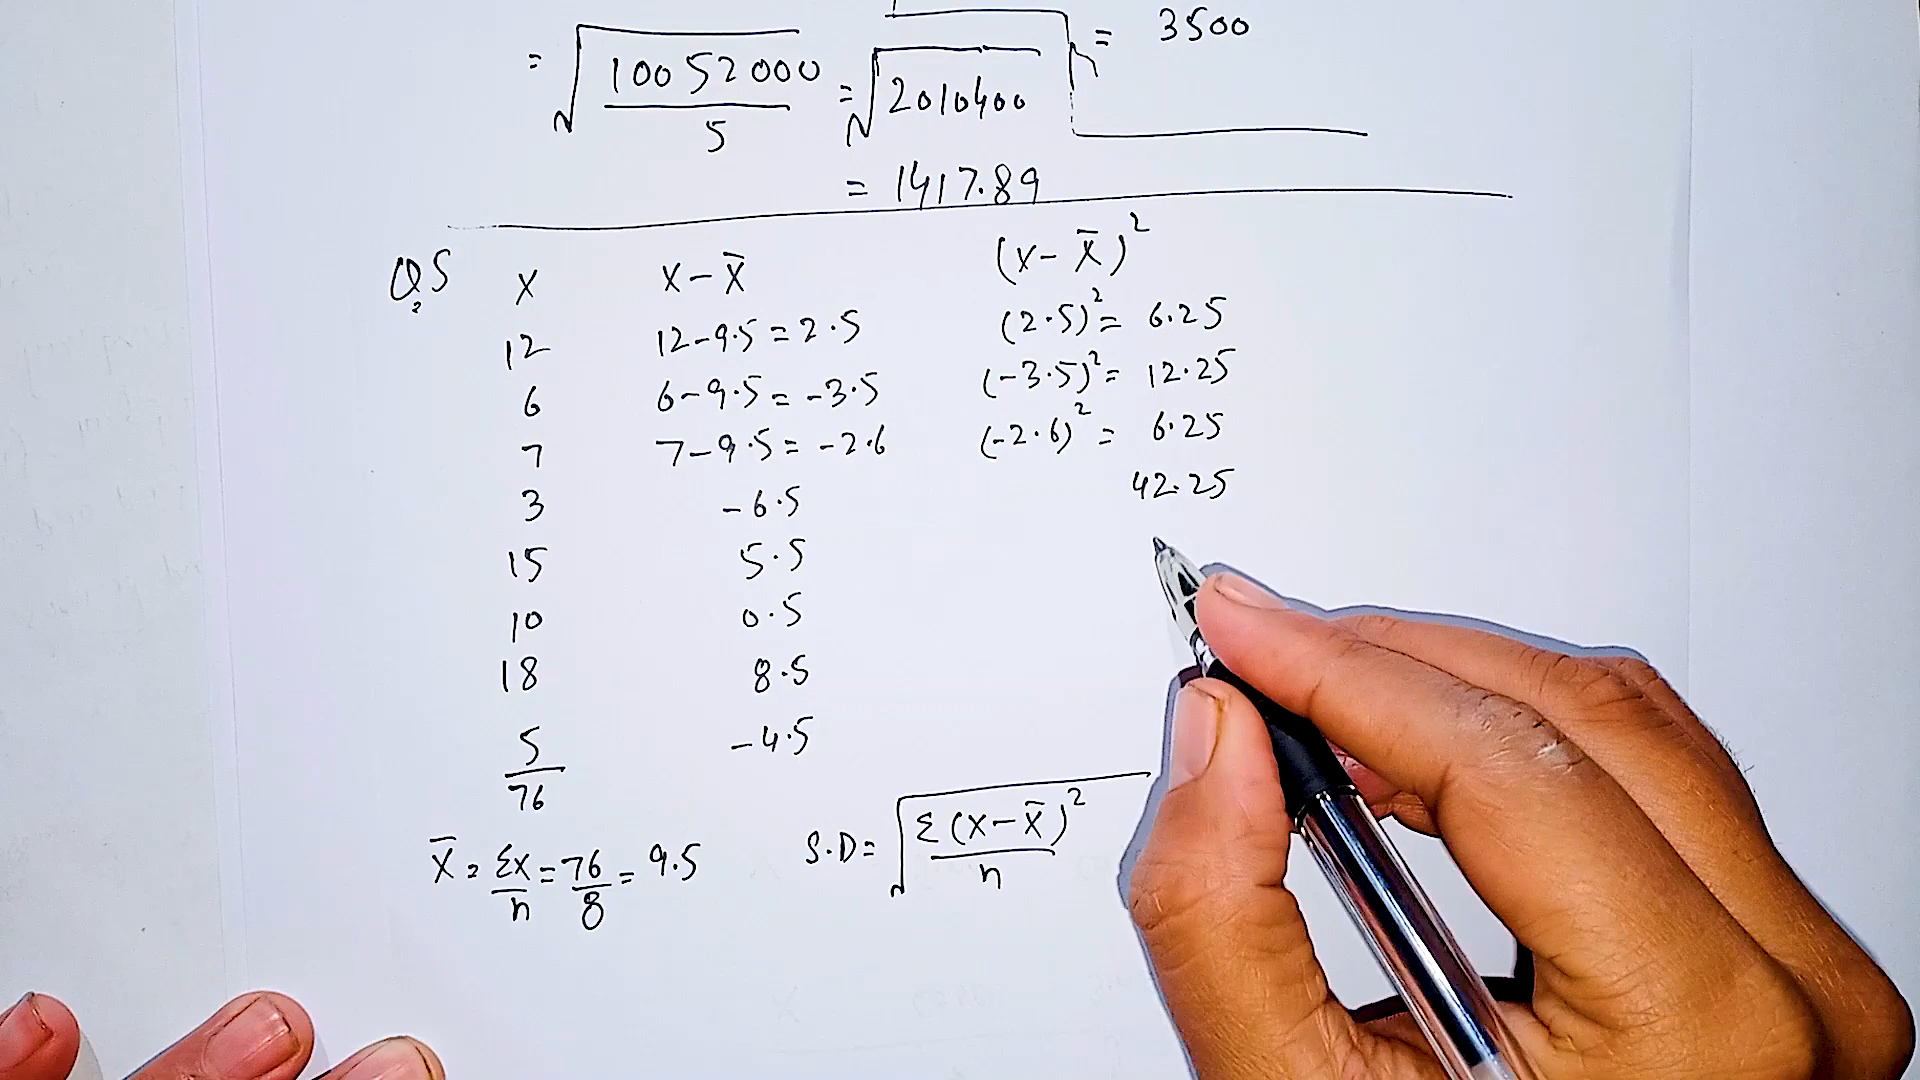 = √(10052000/5) = √2010400
= 3500
= 1417.89
Q5 X X-X̄ (X-X̄)²
12 12-9.5=2.5 (2.5)²= 6.25
6 6-9.5=-3.5 (-3.5)²= 12.25
7 7-9.5=-2.6 (-2.6)²= 6.25
3 -6.5 42.25
15 5.5
10 0.5
18 8.5
5 -4.5
76
X̄ = Σx/n = 76/8 = 9.5 S.D= √(Σ(X-X̄)²/n)